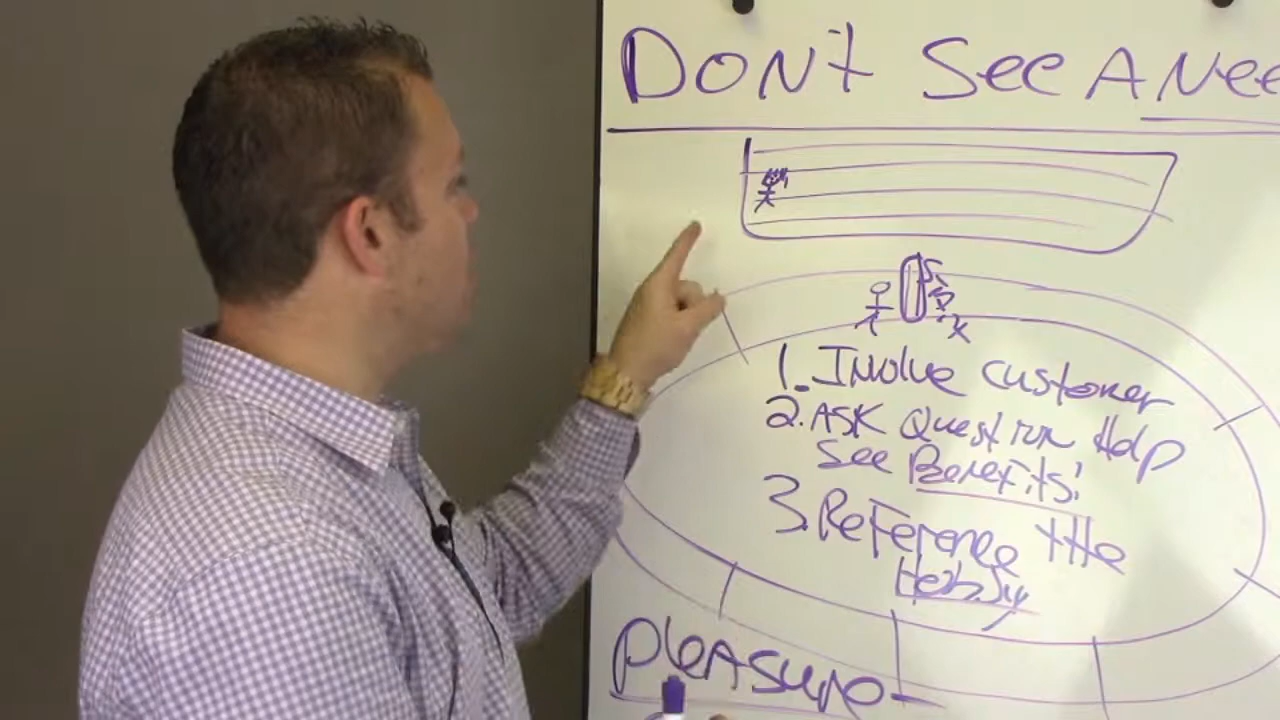 DON't See A Nee
1. Involve customer
2. ASK Question Help
See Benefits!
3. Reference the
pleasure